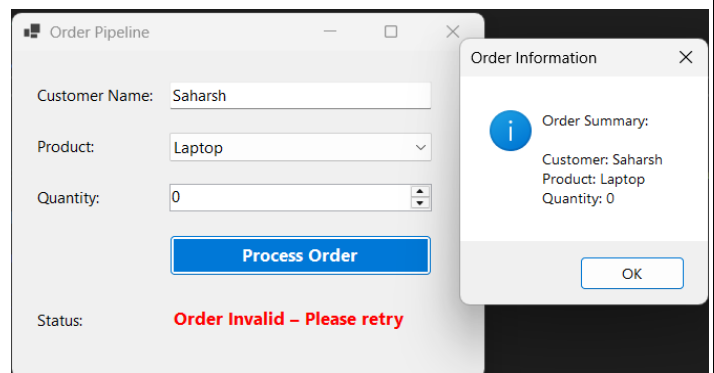 Order Pipeline
Customer Name: Saharsh
Product: Laptop
Quantity: 0
Process Order
Status: Order Invalid – Please retry
Order Information
Order Summary:
Customer: Saharsh
Product: Laptop
Quantity: 0
OK